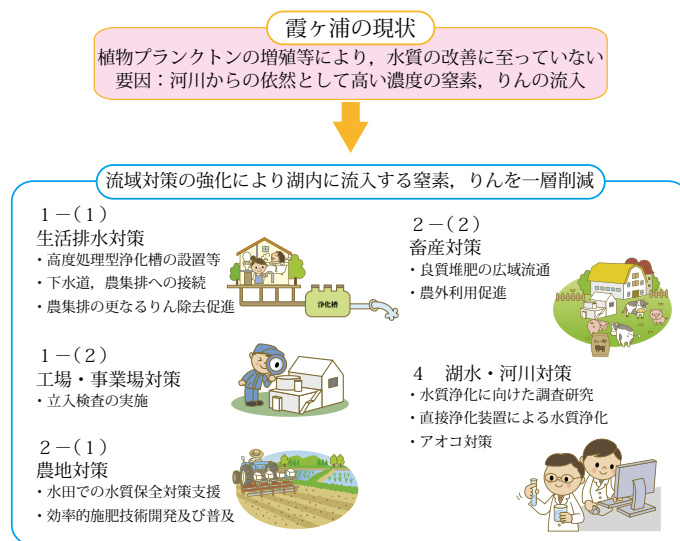 霞ヶ浦の現状
植物プランクトンの増殖等により，水質の改善に至っていない
要因：河川からの依然として高い濃度の窒素，りんの流入
流域対策の強化により湖内に流入する窒素，りんを一層削減
１－（１）
生活排水対策
・高度処理型浄化槽の設置等
・下水道，農集排への接続
・農集排の更なるりん除去促進
浄化槽
１－（２）
工場・事業場対策
・立入検査の実施
２－（１）
農地対策
・水田での水質保全対策支援
・効率的施肥技術開発及び普及
２－（２）
畜産対策
・良質堆肥の広域流通
・農外利用促進
４　湖水・河川対策
・水質浄化に向けた調査研究
・直接浄化装置による水質浄化
・アオコ対策